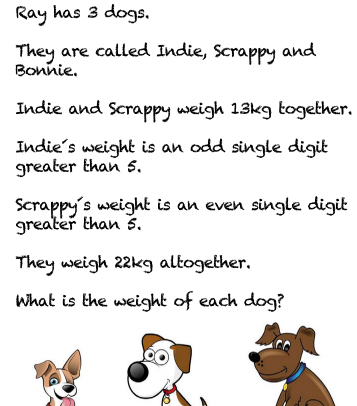 Ray has 3 dogs.
They are called Indie, Scrappy and
Bonnie.
Indie and Scrappy weigh 13kg together.
Indie´s weight is an odd single digit
greater than 5.
Scrappy´s weight is an even single digit
greater than 5.
They weigh 22kg altogether.
What is the weight of each dog?